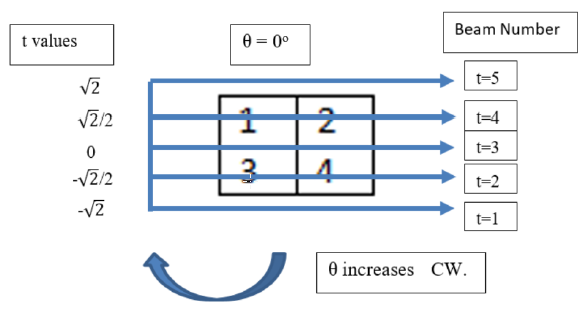 t values
θ = 0°
Beam Number
√2
t=5
√2/2
1 2
t=4
0
t=3
-√2/2
3 4
t=2
-√2
t=1
θ increases CW.